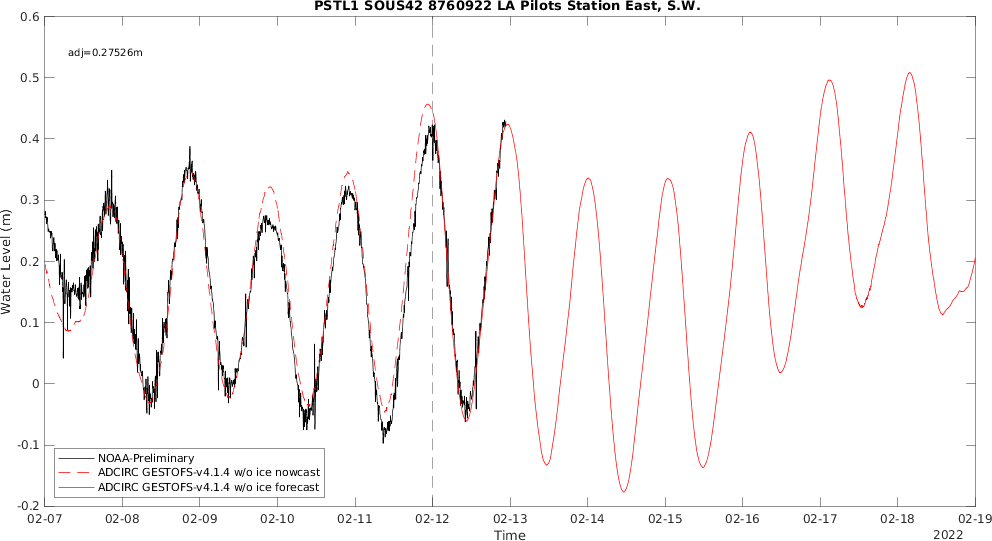 PSTL1 SOUS42 8760922 LA Pilots Station East, S.W.
0.6
adj=0.27526m
0.5
0.4
0.3
0.2
0.1
0
-0.1
-0.2
Water Level (m)
NOAA-Preliminary
ADCIRC GESTOFS-v4.1.4 w/o ice nowcast
ADCIRC GESTOFS-v4.1.4 w/o ice forecast
02-07 02-08 02-09 02-10 02-11 02-12 02-13 02-14 02-15 02-16 02-17 02-18 02-19
Time
2022